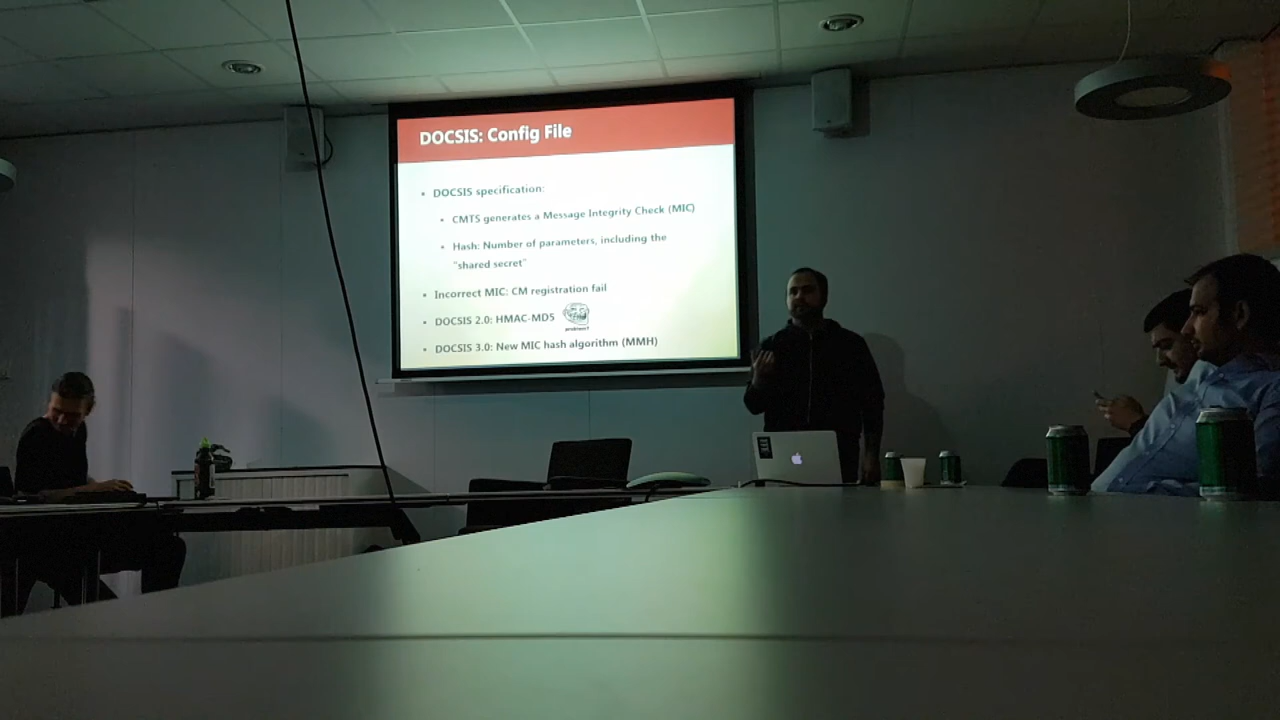 DOCSIS: Config File
• DOCSIS specification:
• CMTS generates a Message Integrity Check (MIC)
• Hash: Number of parameters, including the
"shared secret"
• Incorrect MIC: CM registration fail
• DOCSIS 2.0: HMAC-MD5
• DOCSIS 3.0: New MIC hash algorithm (MMH)